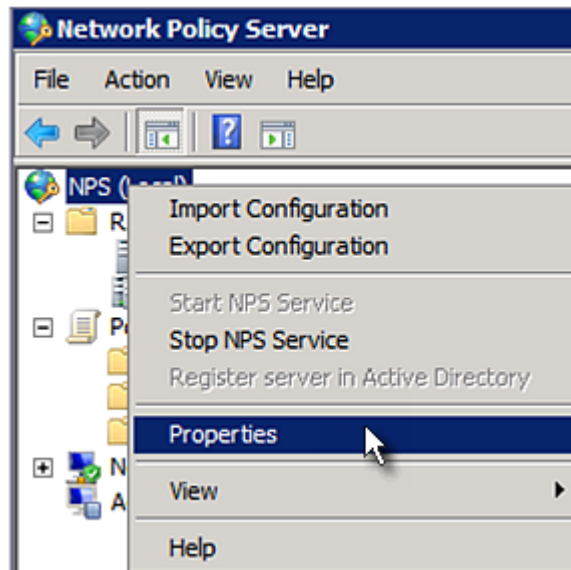 Network Policy Server
File Action View Help
NPS (Local)
Import Configuration
Export Configuration
Start NPS Service
Stop NPS Service
Register server in Active Directory
Properties
View
Help